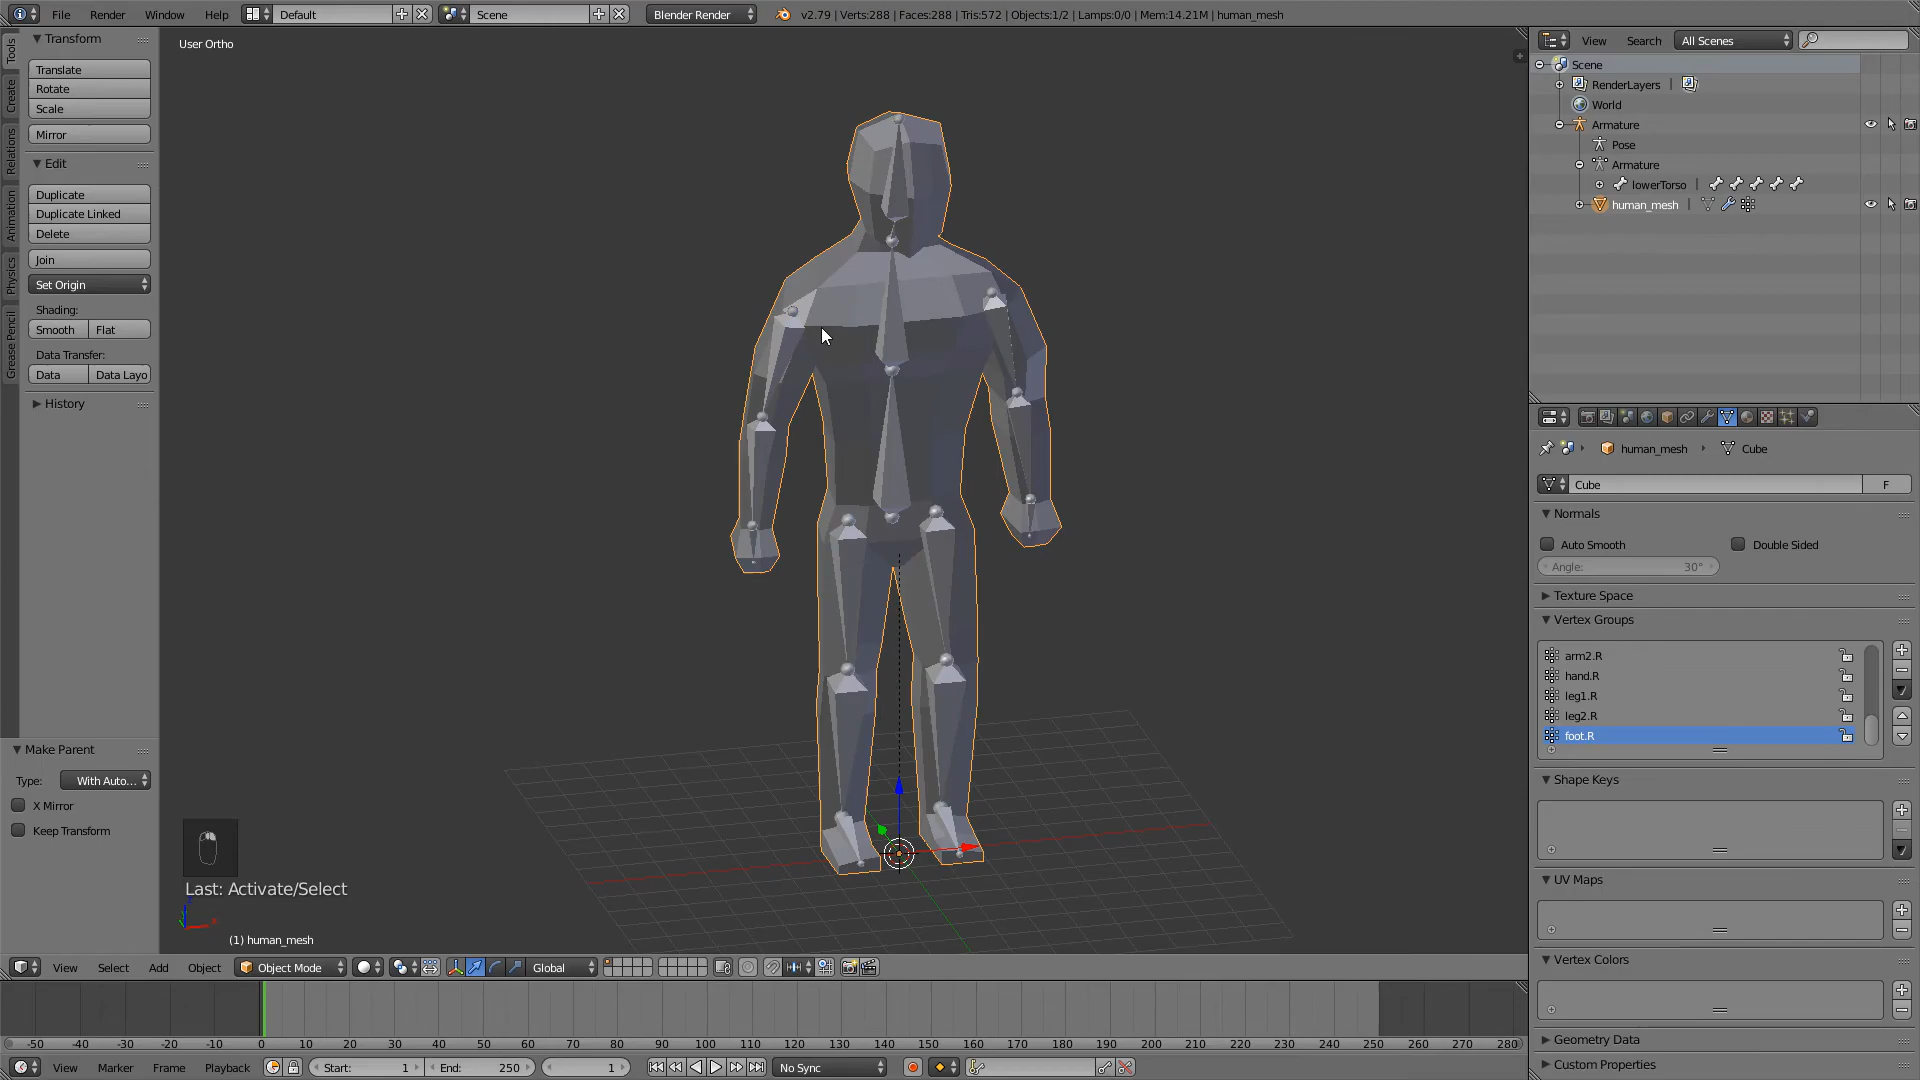 File Render Window Help Default Scene Blender Render v2.79 | Verts:288 | Faces:288 | Tris:572 | Objects:1/2 | Lamps:0/0 | Mem:14.21M | human_mesh
Tools
Create
Relations
Animation
Physics
Grease Pencil
Transform
Translate
Rotate
Scale
Mirror
Edit
Duplicate
Duplicate Linked
Delete
Join
Set Origin
Shading:
Smooth Flat
Data Transfer:
Data Data Layo
History
Make Parent
Type: With Auto...
X Mirror
Keep Transform
User Ortho
Last: Activate/Select
(1) human_mesh
View Select Add Object Object Mode Global
-50 -40 -30 -20 -10 0 10 20 30 40 50 60 70 80 90 100 110 120 130 140 150 160 170 180 190 200 210 220 230 240 250 260 270 280
View Marker Frame Playback Start: 1 End: 250 1 No Sync
View Search All Scenes
Scene
RenderLayers |
World
Armature
Pose
Armature
lowerTorso |
human_mesh |
human_mesh Cube
Cube F
Normals
Auto Smooth Double Sided
Angle: 30°
Texture Space
Vertex Groups
arm2.R
hand.R
leg1.R
leg2.R
foot.R
Shape Keys
UV Maps
Vertex Colors
Geometry Data
Custom Properties